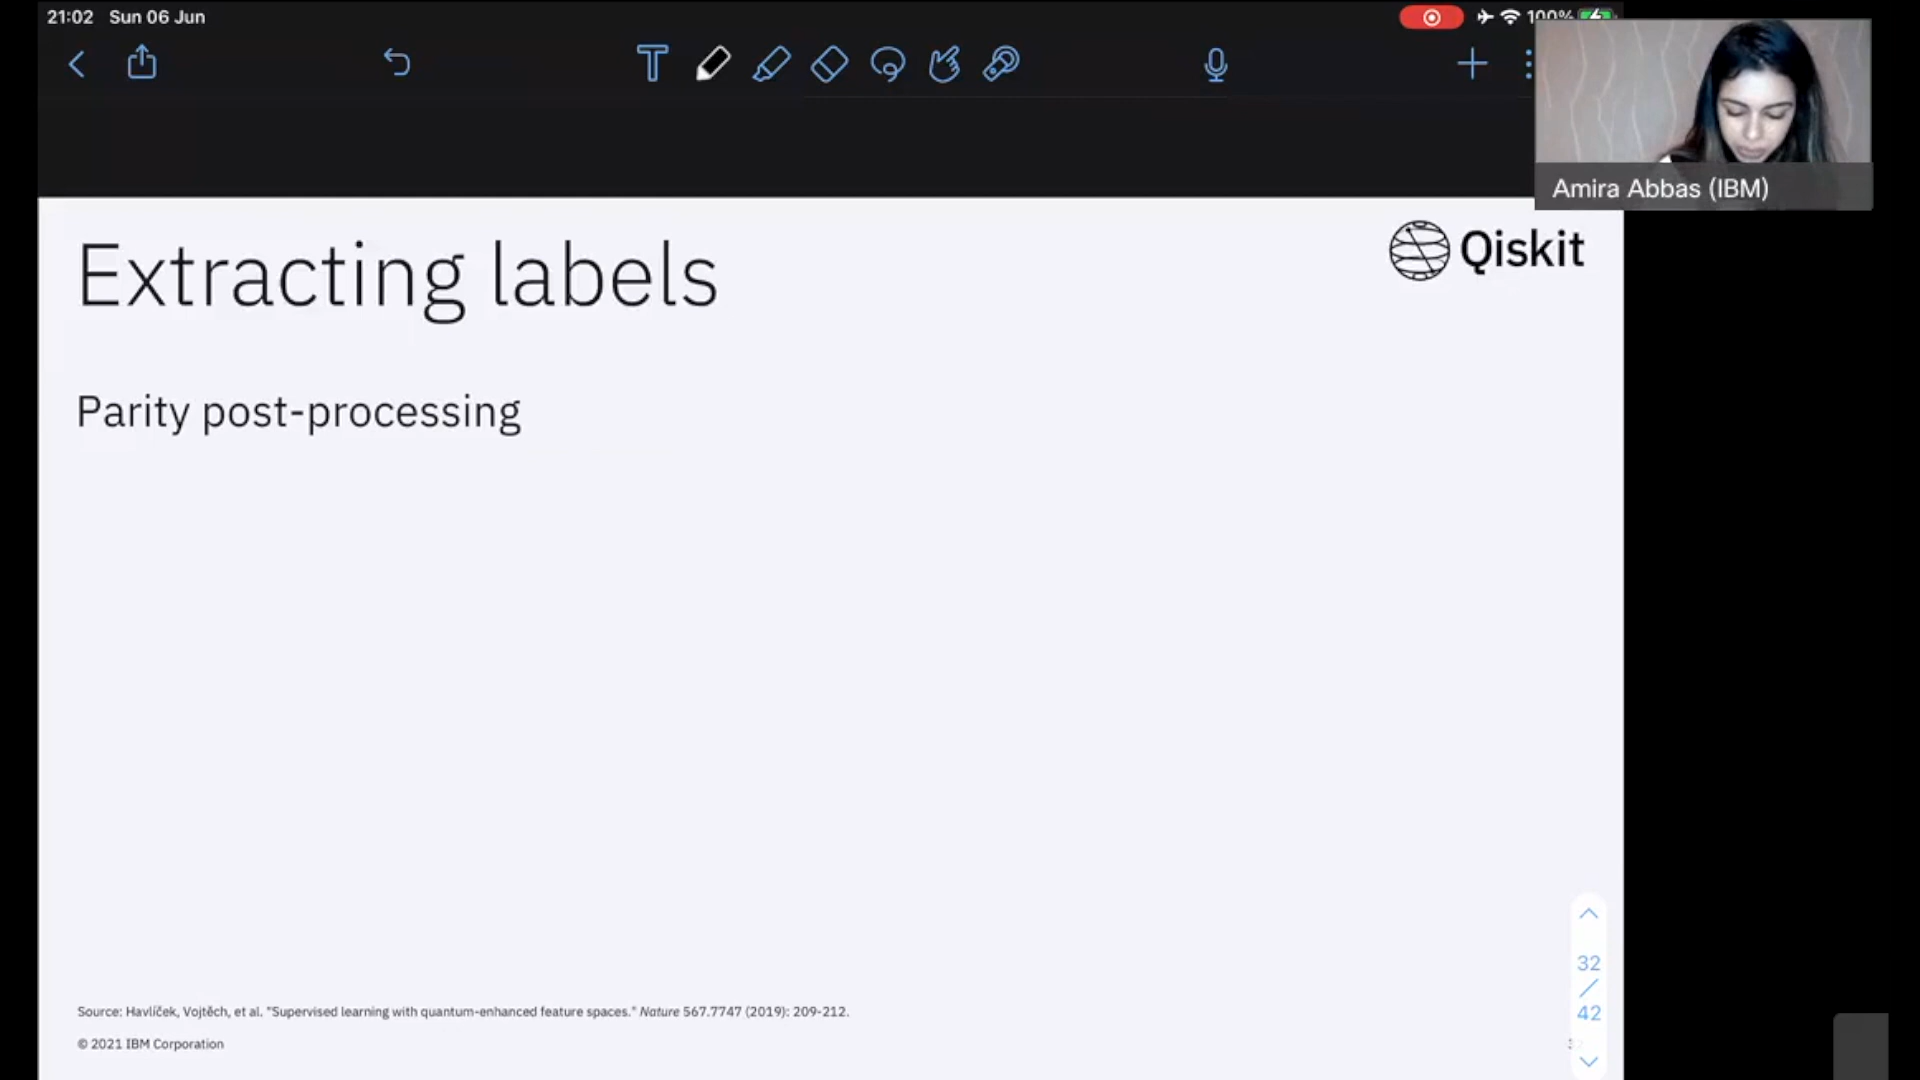 21:02 Sun 06 Jun
100%
Amira Abbas (IBM)
Qiskit
Extracting labels
Parity post-processing
32
/
42
Source: Havlíček, Vojtěch, et al. "Supervised learning with quantum-enhanced feature spaces." Nature 567.7747 (2019): 209-212.
© 2021 IBM Corporation